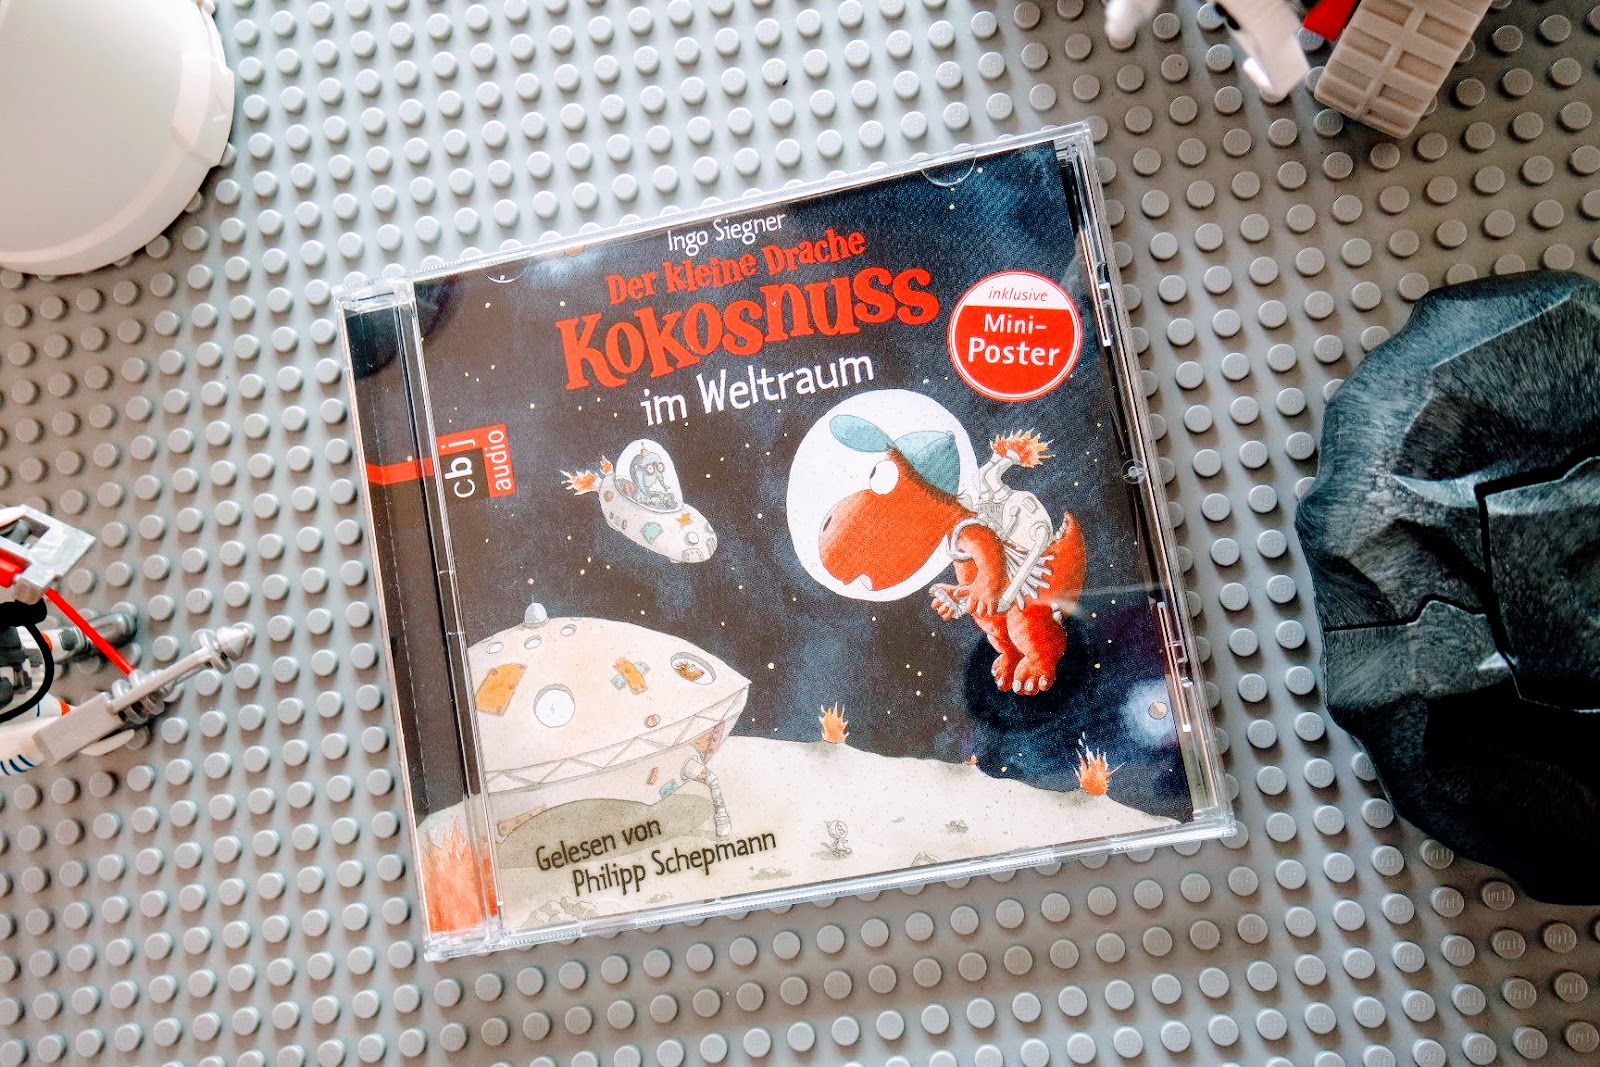 Ingo Siegner
Der kleine Drache
Kokosnuss
im Weltraum
inklusive
Mini-
Poster
cbj
audio
Gelesen von
Philipp Schepmann